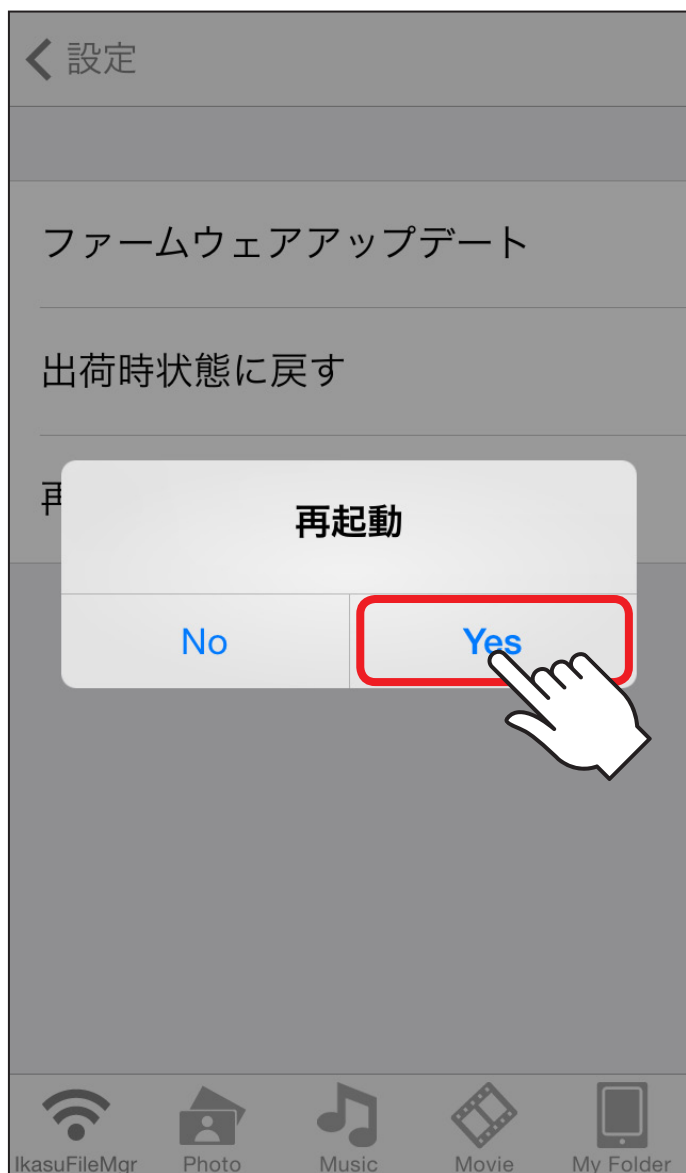 設定
ファームウェアアップデート
出荷時状態に戻す
再
再起動
No Yes
IkasuFileMgr Photo Music Movie My Folder